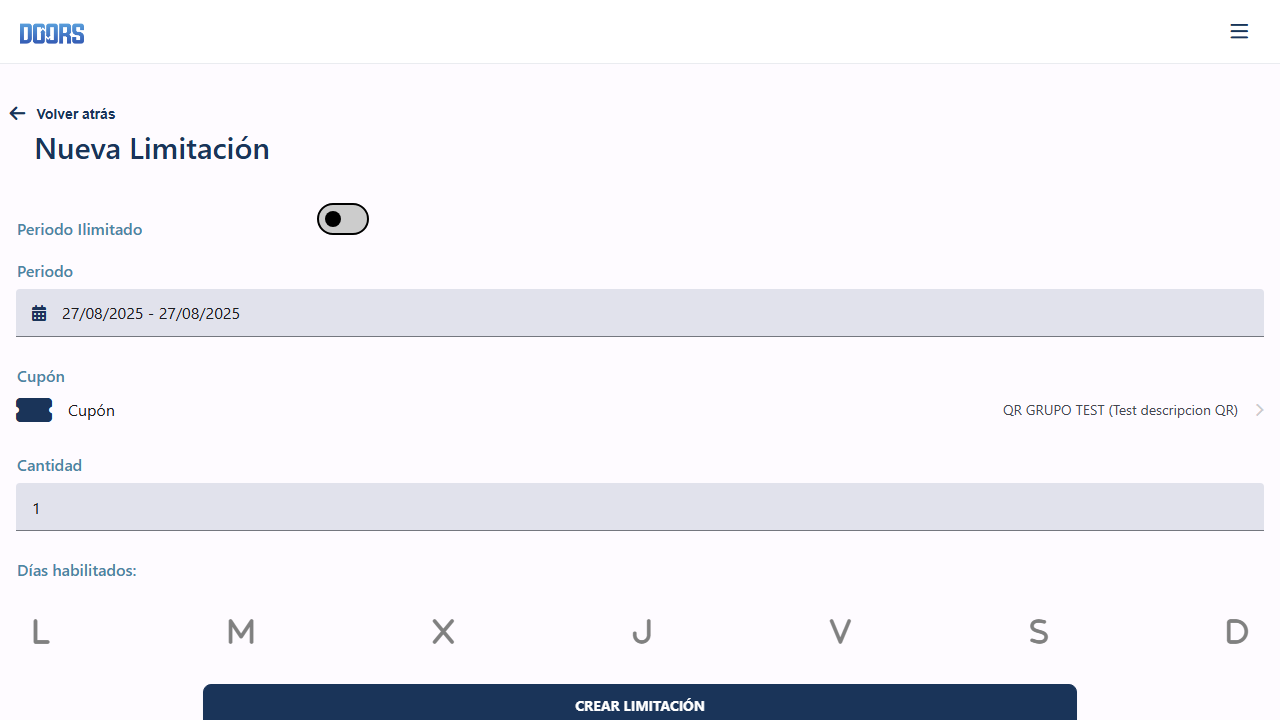 DOORS
Volver atrás
Nueva Limitación
Periodo Ilimitado
Periodo
27/08/2025 - 27/08/2025
Cupón
Cupón QR GRUPO TEST (Test descripcion QR)
Cantidad
1
Días habilitados:
L M X J V S D
CREAR LIMITACIÓN